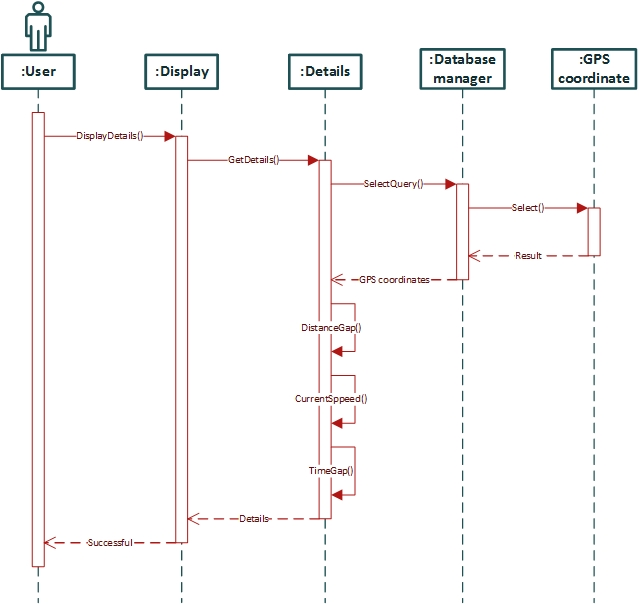 :User
:Display
:Details
:Database
manager
:GPS
coordinate
DisplayDetails()
GetDetails()
SelectQuery()
Select()
Result
GPS coordinates
DistanceGap()
CurrentSppeed()
TimeGap()
Details
Successful